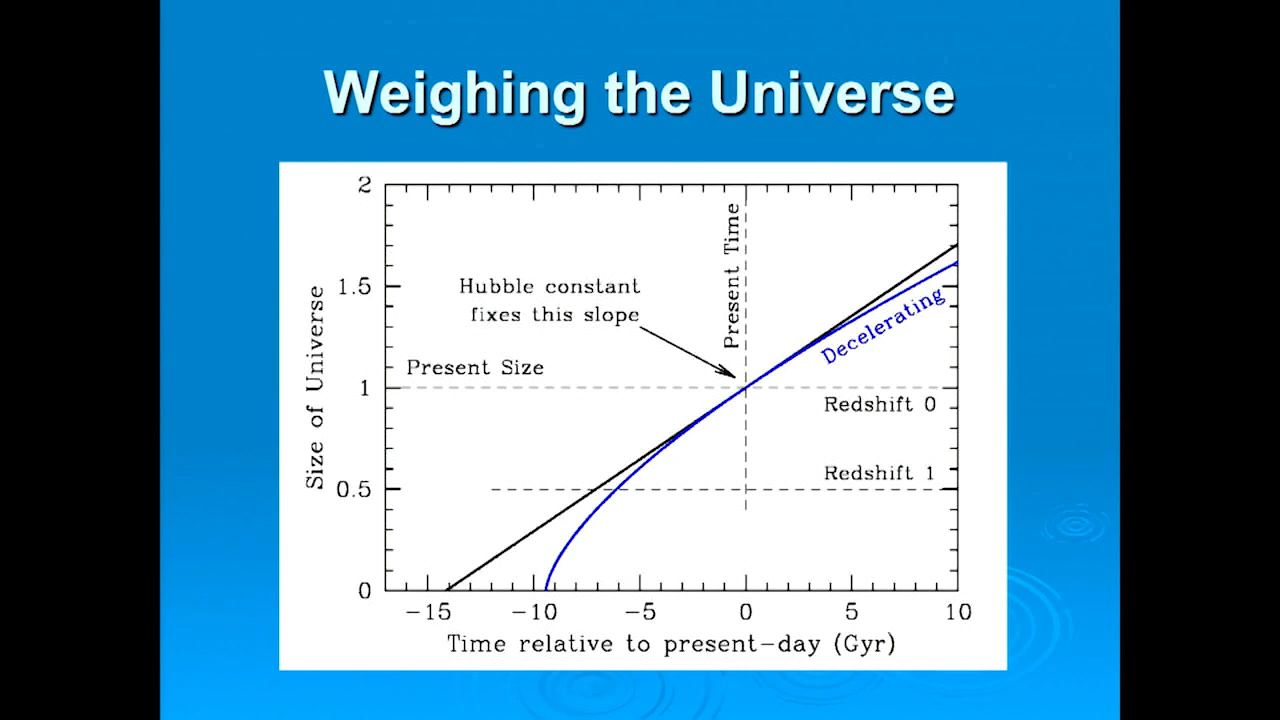 Weighing the Universe
2
1.5
1
0.5
0
Size of Universe
Hubble constant
fixes this slope
Present Time
Present Size
Decelerating
Redshift 0
Redshift 1
−15 −10 −5 0 5 10
Time relative to present−day (Gyr)